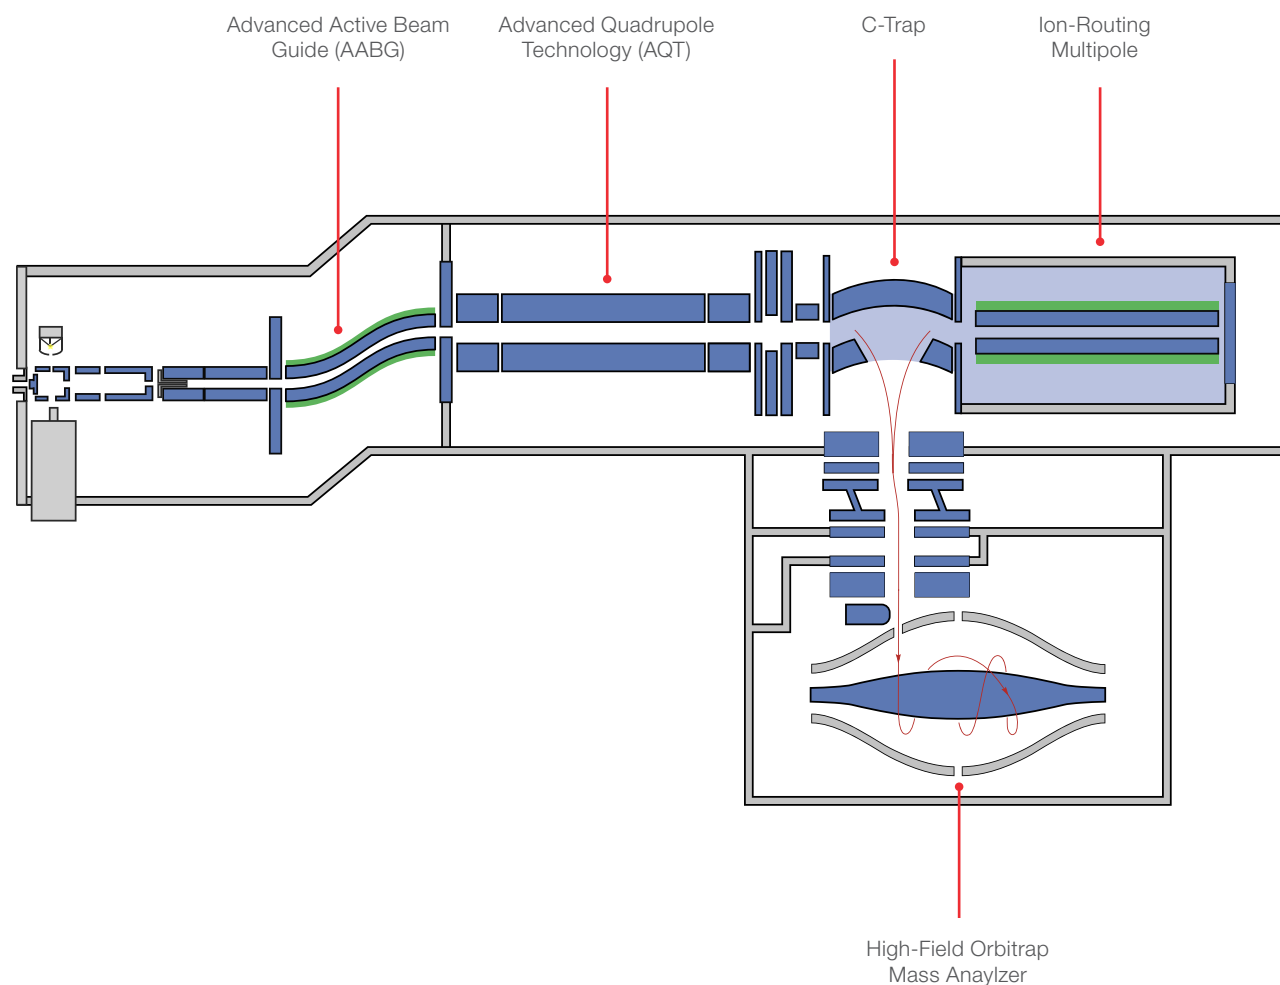 Advanced Active Beam
Guide (AABG)
Advanced Quadrupole
Technology (AQT)
C-Trap
Ion-Routing
Multipole
High-Field Orbitrap
Mass Anaylzer